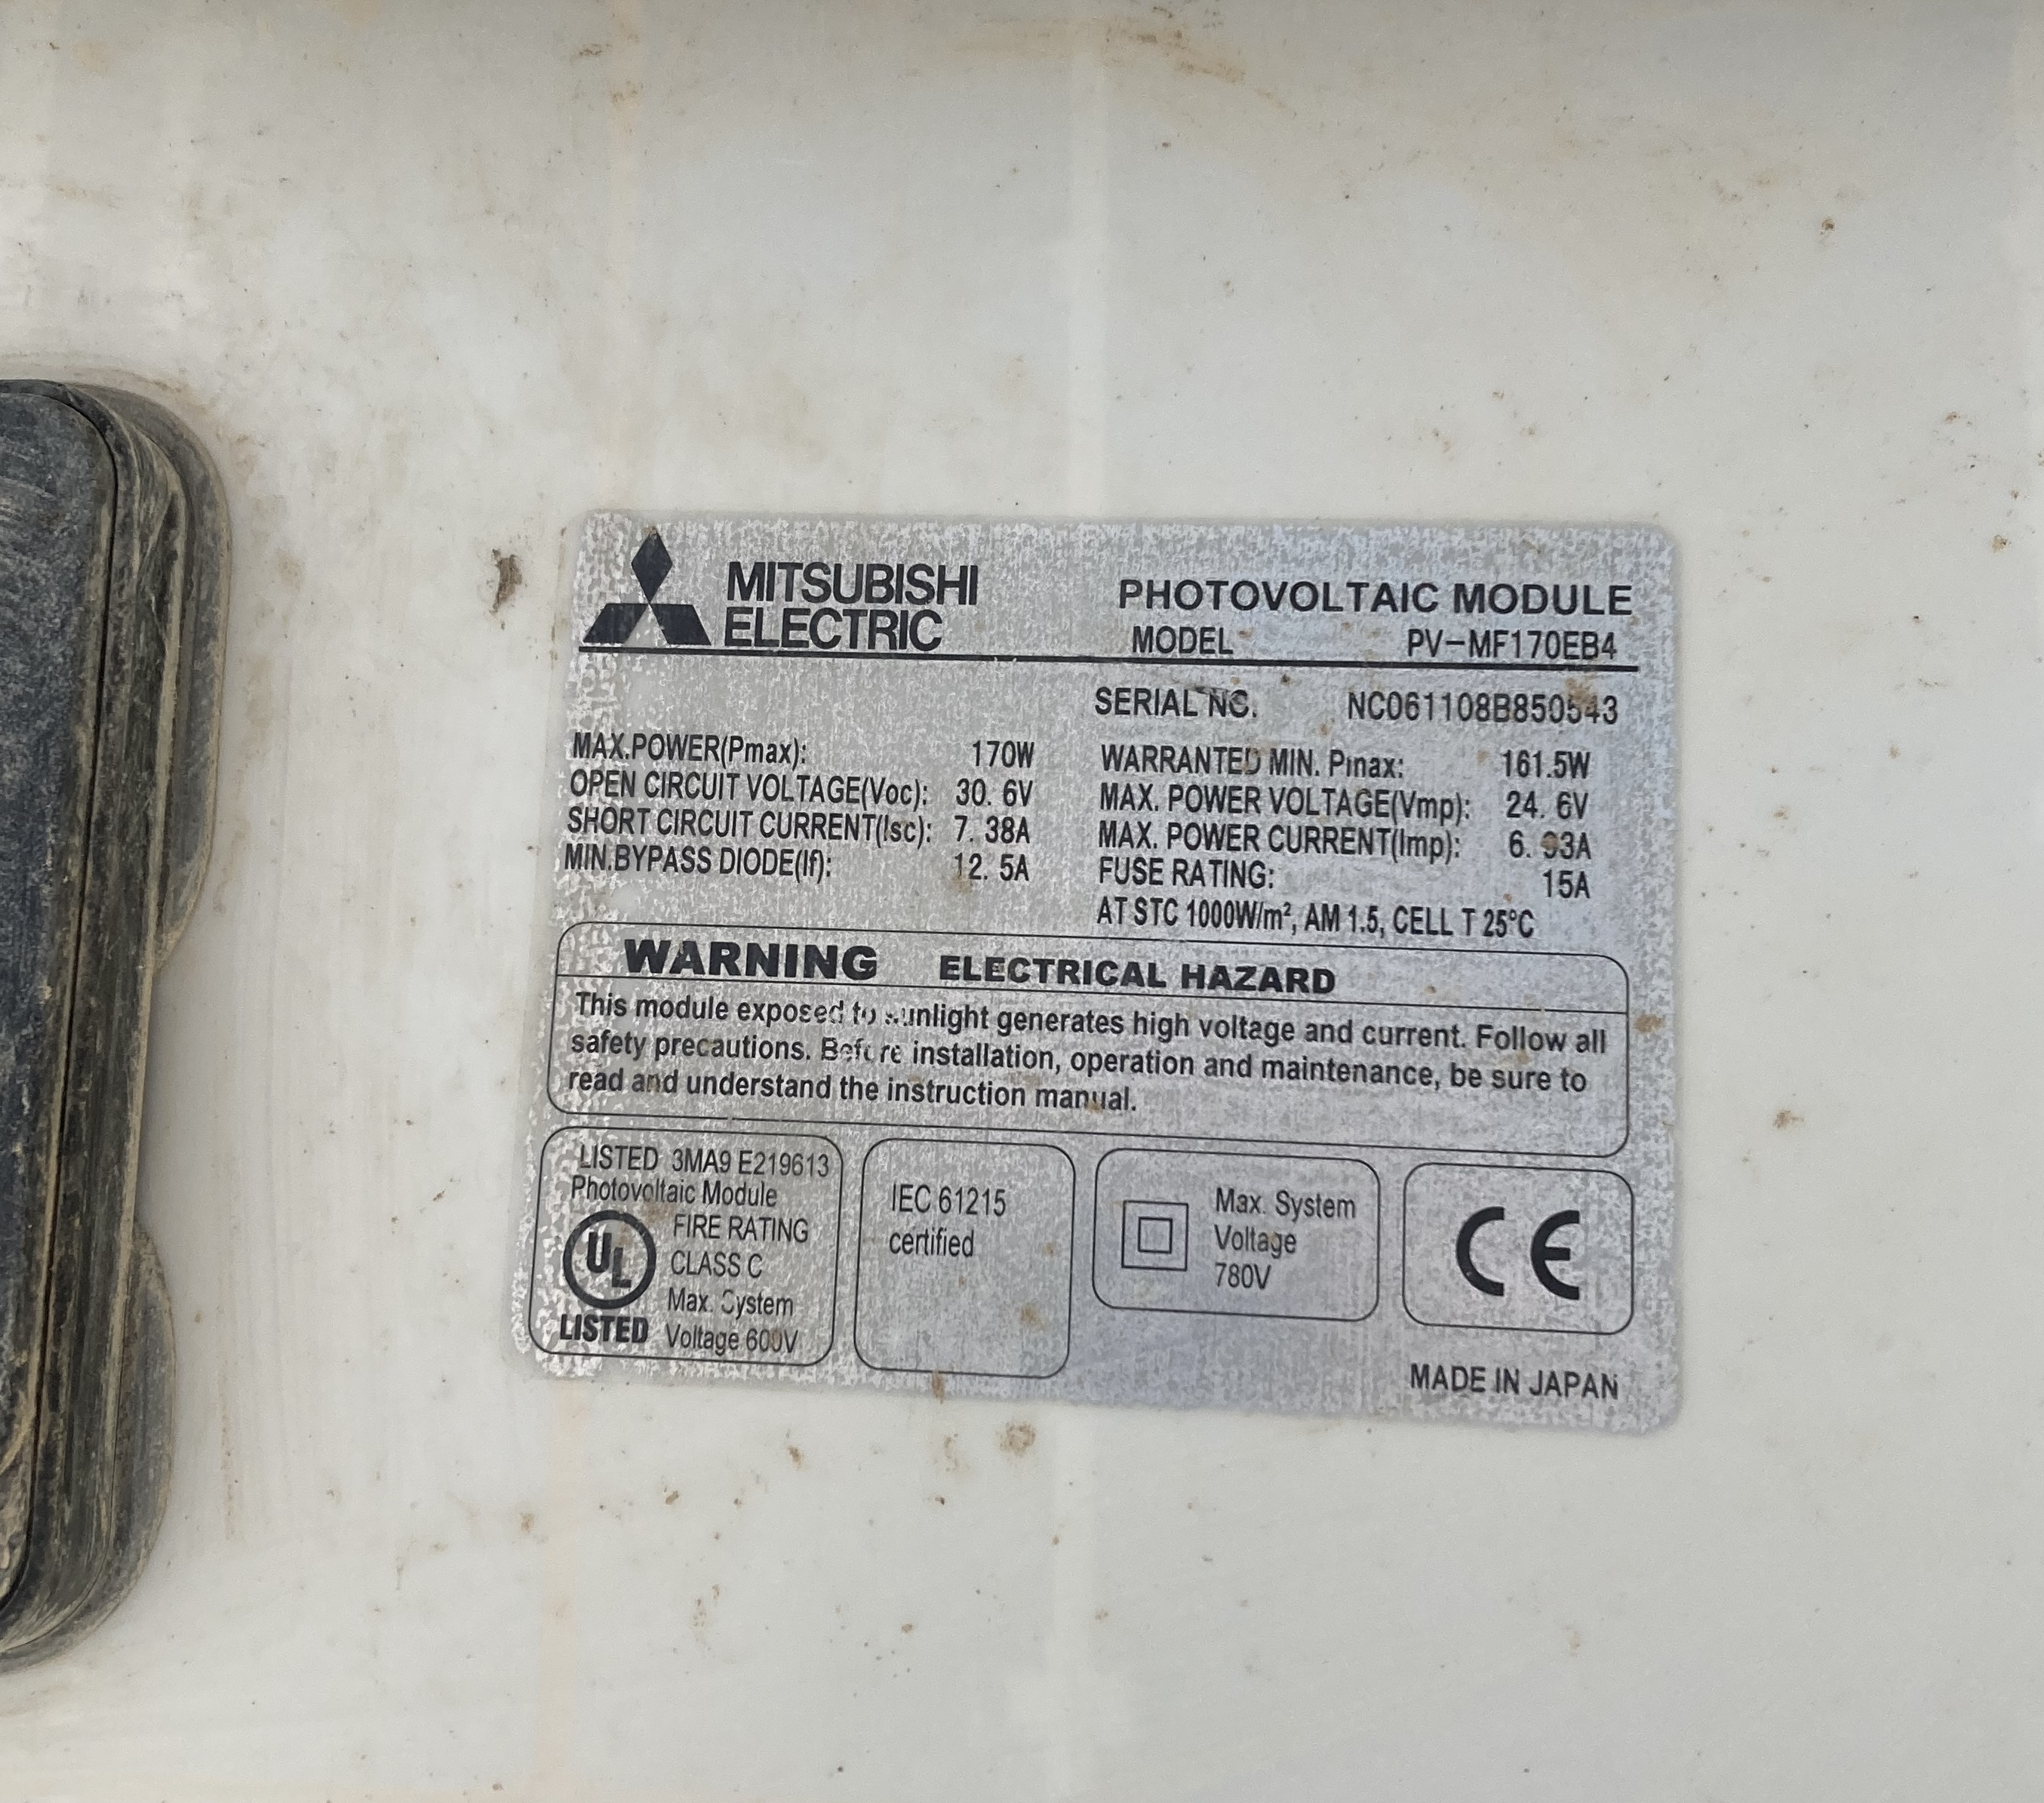 MITSUBISHI
ELECTRIC
PHOTOVOLTAIC MODULE
MODEL PV-MF170EB4
SERIAL NO. NC061108B850543
MAX.POWER(Pmax): 170W
OPEN CIRCUIT VOLTAGE(Voc): 30. 6V
SHORT CIRCUIT CURRENT(Isc): 7. 38A
MIN.BYPASS DIODE(If): 12. 5A
WARRANTED MIN. Pmax: 161.5W
MAX. POWER VOLTAGE(Vmp): 24. 6V
MAX. POWER CURRENT(Imp): 6. 93A
FUSE RATING: 15A
AT STC 1000W/m², AM 1.5, CELL T 25°C
WARNING ELECTRICAL HAZARD
This module exposed to sunlight generates high voltage and current. Follow all
safety precautions. Before installation, operation and maintenance, be sure to
read and understand the instruction manual.
LISTED 3MA9 E219613
Photovoltaic Module
UL
LISTED
FIRE RATING
CLASS C
Max. System
Voltage 600V
IEC 61215
certified
Max. System
Voltage
780V
CE
MADE IN JAPAN